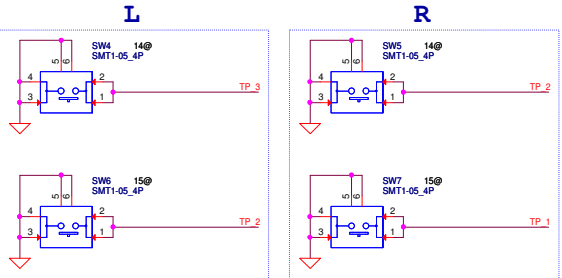 L
R
SW4 14@
SMT1-05_4P
5 6
4 2
3 1
TP_3
SW5 14@
SMT1-05_4P
5 6
4 2
3 1
TP_2
SW6 15@
SMT1-05_4P
5 6
4 2
3 1
TP_2
SW7 15@
SMT1-05_4P
5 6
4 2
3 1
TP_1